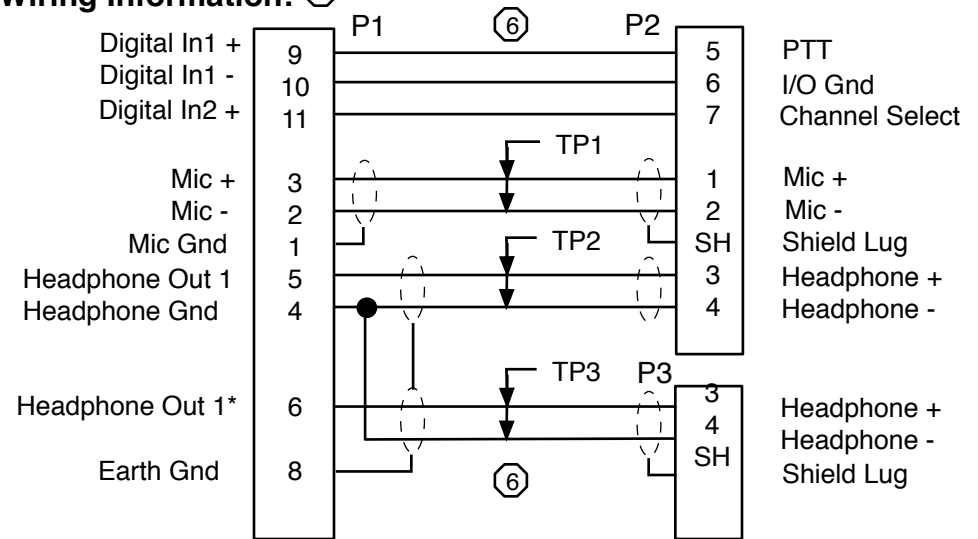 Wiring Information: 6
P1 6 P2
Digital In1 + 9 5 PTT
Digital In1 - 10 6 I/O Gnd
Digital In2 + 11 7 Channel Select
TP1
Mic + 3 1 Mic +
Mic - 2 2 Mic -
Mic Gnd 1 TP2 SH Shield Lug
Headphone Out 1 5 3 Headphone +
Headphone Gnd 4 4 Headphone -
TP3 P3
Headphone Out 1* 6 3 Headphone +
4 Headphone -
Earth Gnd 8 6 SH Shield Lug